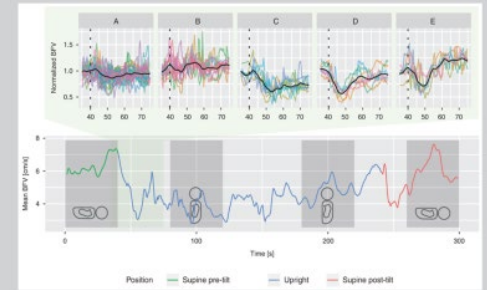 A B C D E
Normalized BFV
1.5
1.0
0.5
40 50 60 70 40 50 60 70 40 50 60 70 40 50 60 70 40 50 60 70
Mean BFV [cm/s]
8
6
4
0 100 200 300
Time [s]
Position Supine pre-tilt Upright Supine post-tilt